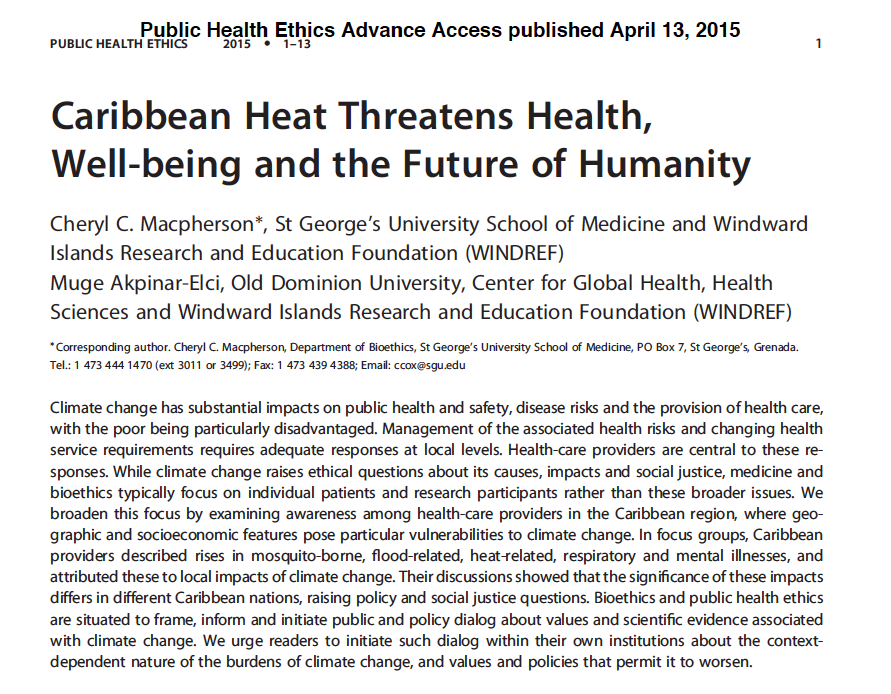 Public Health Ethics Advance Access published April 13, 2015
PUBLIC HEALTH ETHICS 2015 • 1–13 1
Caribbean Heat Threatens Health,
Well-being and the Future of Humanity
Cheryl C. Macpherson*, St George’s University School of Medicine and Windward
Islands Research and Education Foundation (WINDREF)
Muge Akpinar-Elci, Old Dominion University, Center for Global Health, Health
Sciences and Windward Islands Research and Education Foundation (WINDREF)
*Corresponding author. Cheryl C. Macpherson, Department of Bioethics, St George’s University School of Medicine, PO Box 7, St George’s, Grenada.
Tel.: 1 473 444 1470 (ext 3011 or 3499); Fax: 1 473 439 4388; Email: ccox@sgu.edu
Climate change has substantial impacts on public health and safety, disease risks and the provision of health care,
with the poor being particularly disadvantaged. Management of the associated health risks and changing health
service requirements requires adequate responses at local levels. Health-care providers are central to these re-
sponses. While climate change raises ethical questions about its causes, impacts and social justice, medicine and
bioethics typically focus on individual patients and research participants rather than these broader issues. We
broaden this focus by examining awareness among health-care providers in the Caribbean region, where geo-
graphic and socioeconomic features pose particular vulnerabilities to climate change. In focus groups, Caribbean
providers described rises in mosquito-borne, flood-related, heat-related, respiratory and mental illnesses, and
attributed these to local impacts of climate change. Their discussions showed that the significance of these impacts
differs in different Caribbean nations, raising policy and social justice questions. Bioethics and public health ethics
are situated to frame, inform and initiate public and policy dialog about values and scientific evidence associated
with climate change. We urge readers to initiate such dialog within their own institutions about the context-
dependent nature of the burdens of climate change, and values and policies that permit it to worsen.